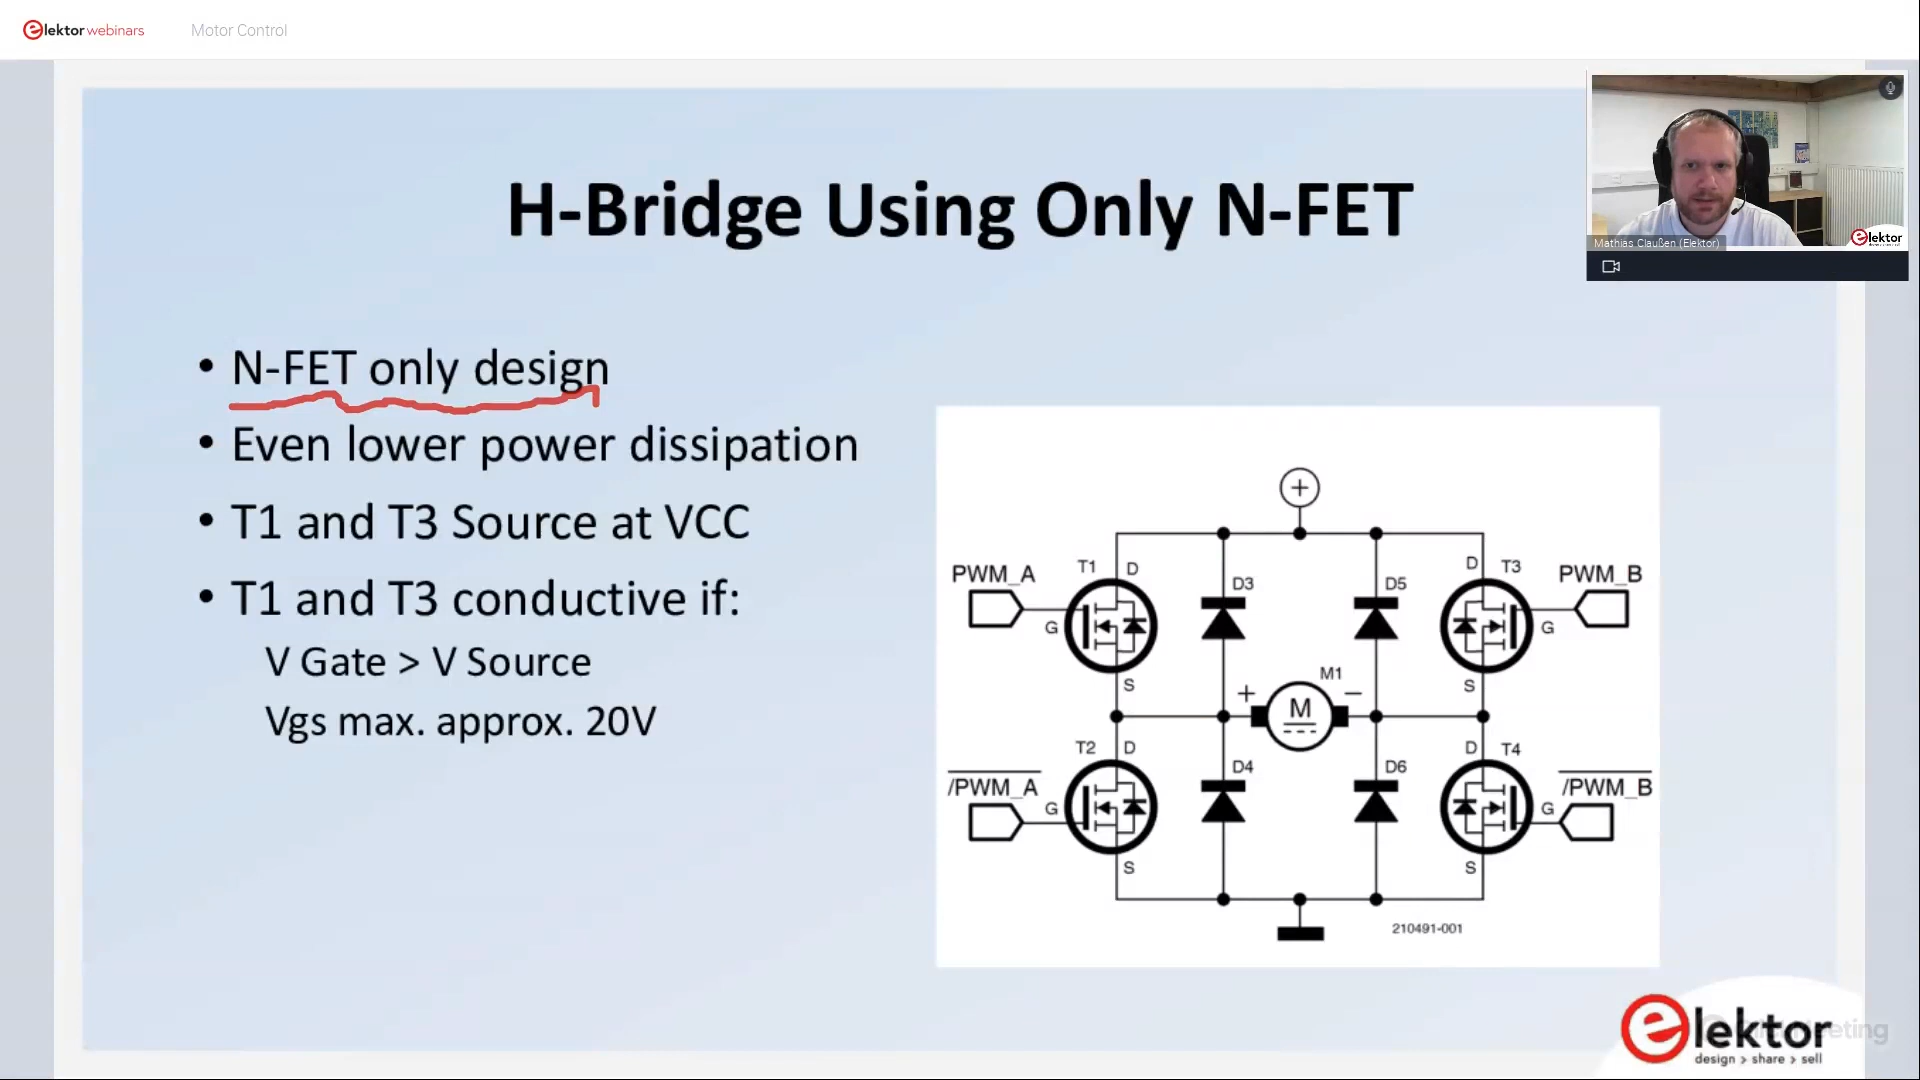 elektor webinars
Motor Control
H-Bridge Using Only N-FET
Mathias Claußen (Elektor)
elektor
• N-FET only design
• Even lower power dissipation
• T1 and T3 Source at VCC
• T1 and T3 conductive if:
V Gate > V Source
Vgs max. approx. 20V
+
PWM_A
T1
D
G
S
D3
D5
D
T3
PWM_B
G
S
+
M1
−
M
/PWM_A
T2
D
G
S
D4
D6
D
T4
/PWM_B
G
S
210491-001
elektor
design > share > sell